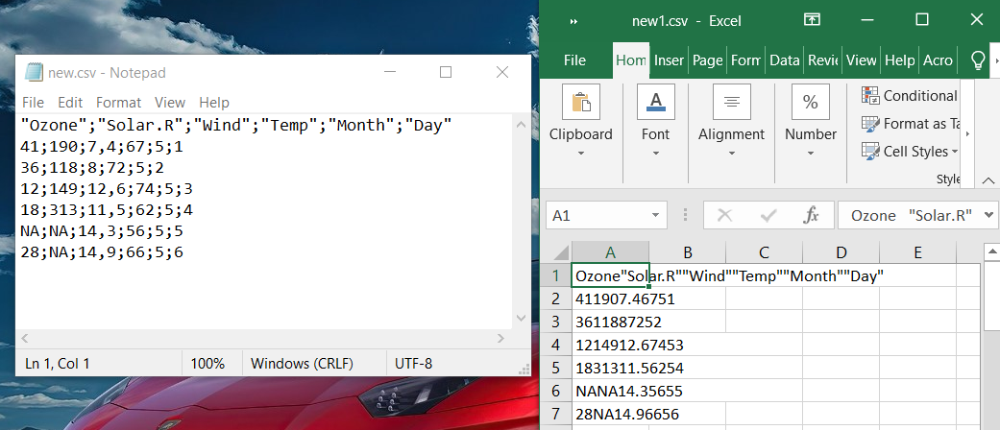 new.csv - Notepad
File Edit Format View Help
"Ozone";"Solar.R";"Wind";"Temp";"Month";"Day"
41;190;7,4;67;5;1
36;118;8;72;5;2
12;149;12,6;74;5;3
18;313;11,5;62;5;4
NA;NA;14,3;56;5;5
28;NA;14,9;66;5;6
Ln 1, Col 1 100% Windows (CRLF) UTF-8
new1.csv - Excel
File Hom Inser Page Form Data Revie View Help Acro
Clipboard Font Alignment Number
Conditional
Format as Ta
Cell Styles
Style
A1 fx Ozone "Solar.R"
A B C D E
1 Ozone"Solar.R""Wind""Temp""Month""Day"
2 411907.46751
3 3611887252
4 1214912.67453
5 1831311.56254
6 NANA14.35655
7 28NA14.96656